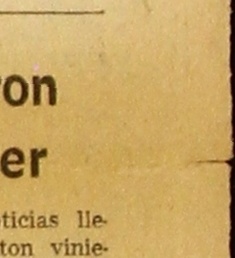 ron
er
ticias lle-
ton vinie-